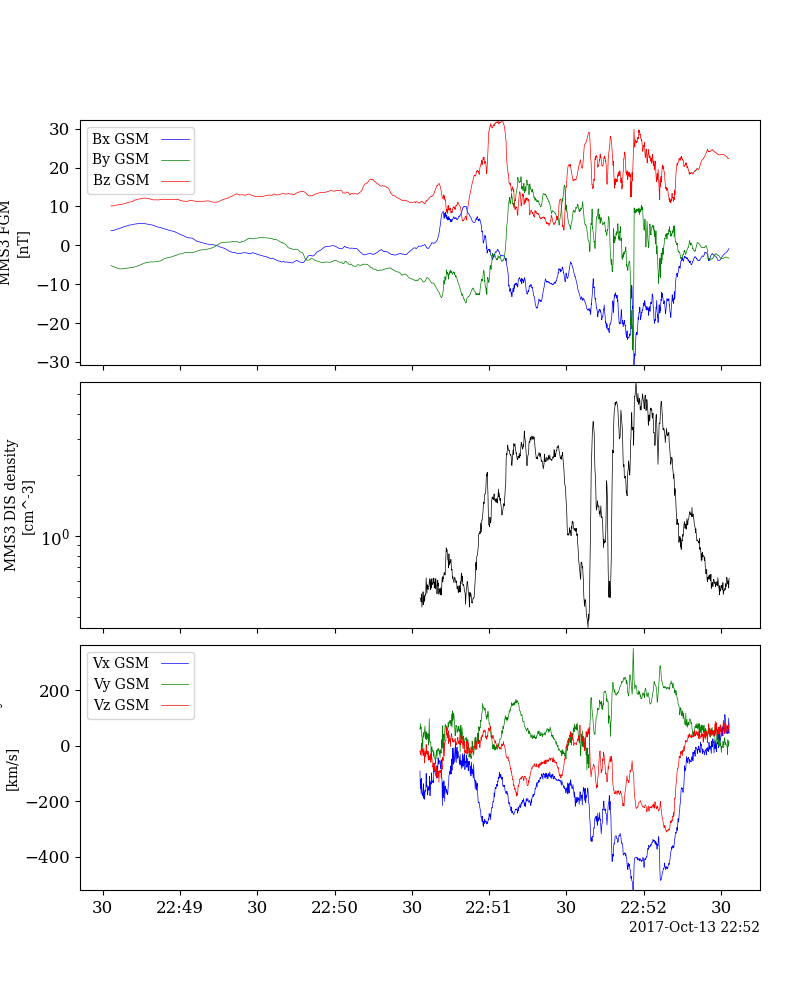 30
20
10
0
−10
−20
−30
MMS3 FGM
[nT]
Bx GSM
By GSM
Bz GSM
10^0
MMS3 DIS density
[cm^-3]
200
0
−200
−400
[km/s]
Vx GSM
Vy GSM
Vz GSM
30 22:49 30 22:50 30 22:51 30 22:52 30
2017-Oct-13 22:52